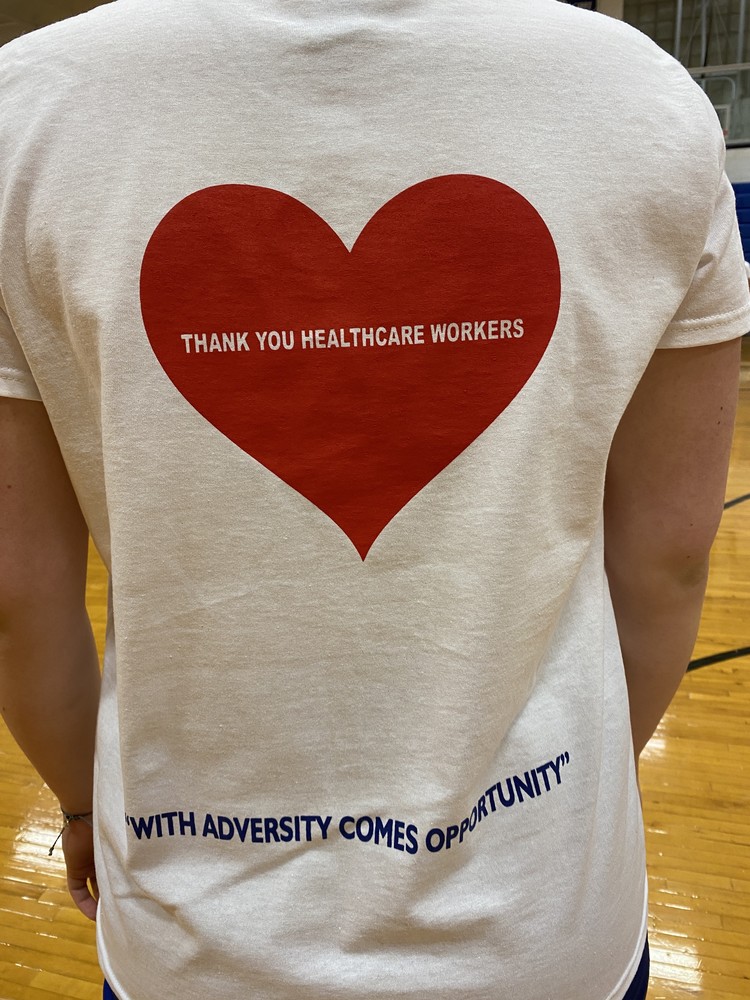 THANK YOU HEALTHCARE WORKERS
"WITH ADVERSITY COMES OPPORTUNITY"